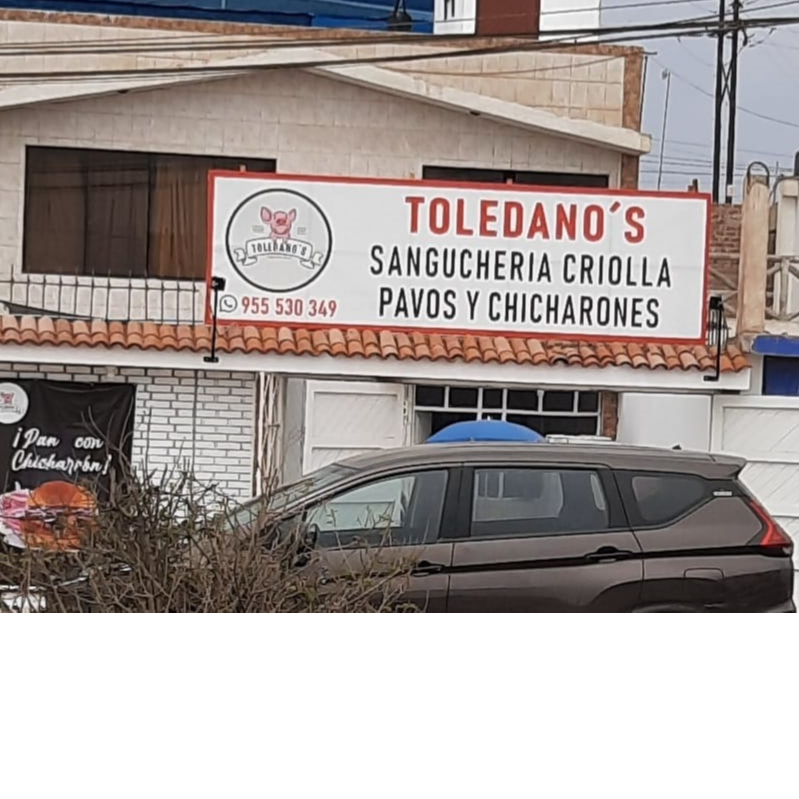 TOLEDANO´S
SANGUCHERIA CRIOLLA
PAVOS Y CHICHARONES
TOLEDANO´S
955 530 349
¡Pan con
Chicharrón!